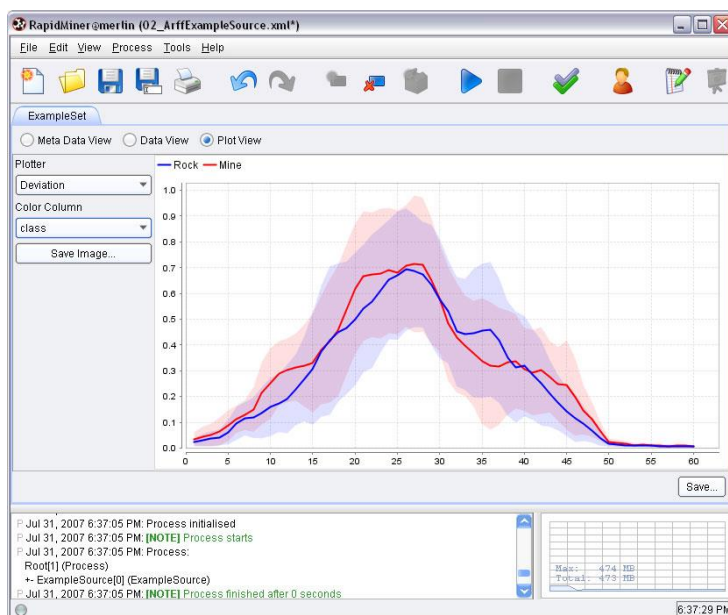 RapidMiner@merlin (02_ArffExampleSource.xml*)
File Edit View Process Tools Help
ExampleSet
Meta Data View Data View Plot View
Plotter
Deviation
Color Column
class
Save Image...
Rock Mine
1.0
0.9
0.8
0.7
0.6
0.5
0.4
0.3
0.2
0.1
0.0
0 5 10 15 20 25 30 35 40 45 50 55 60
Save...
P Jul 31, 2007 6:37:05 PM: Process initialised
P Jul 31, 2007 6:37:05 PM: [NOTE] Process starts
P Jul 31, 2007 6:37:05 PM: Process:
Root[1] (Process)
+- ExampleSource[0] (ExampleSource)
P Jul 31, 2007 6:37:05 PM: [NOTE] Process finished after 0 seconds
Max: 474 MB
Total: 473 MB
6:37:29 PM